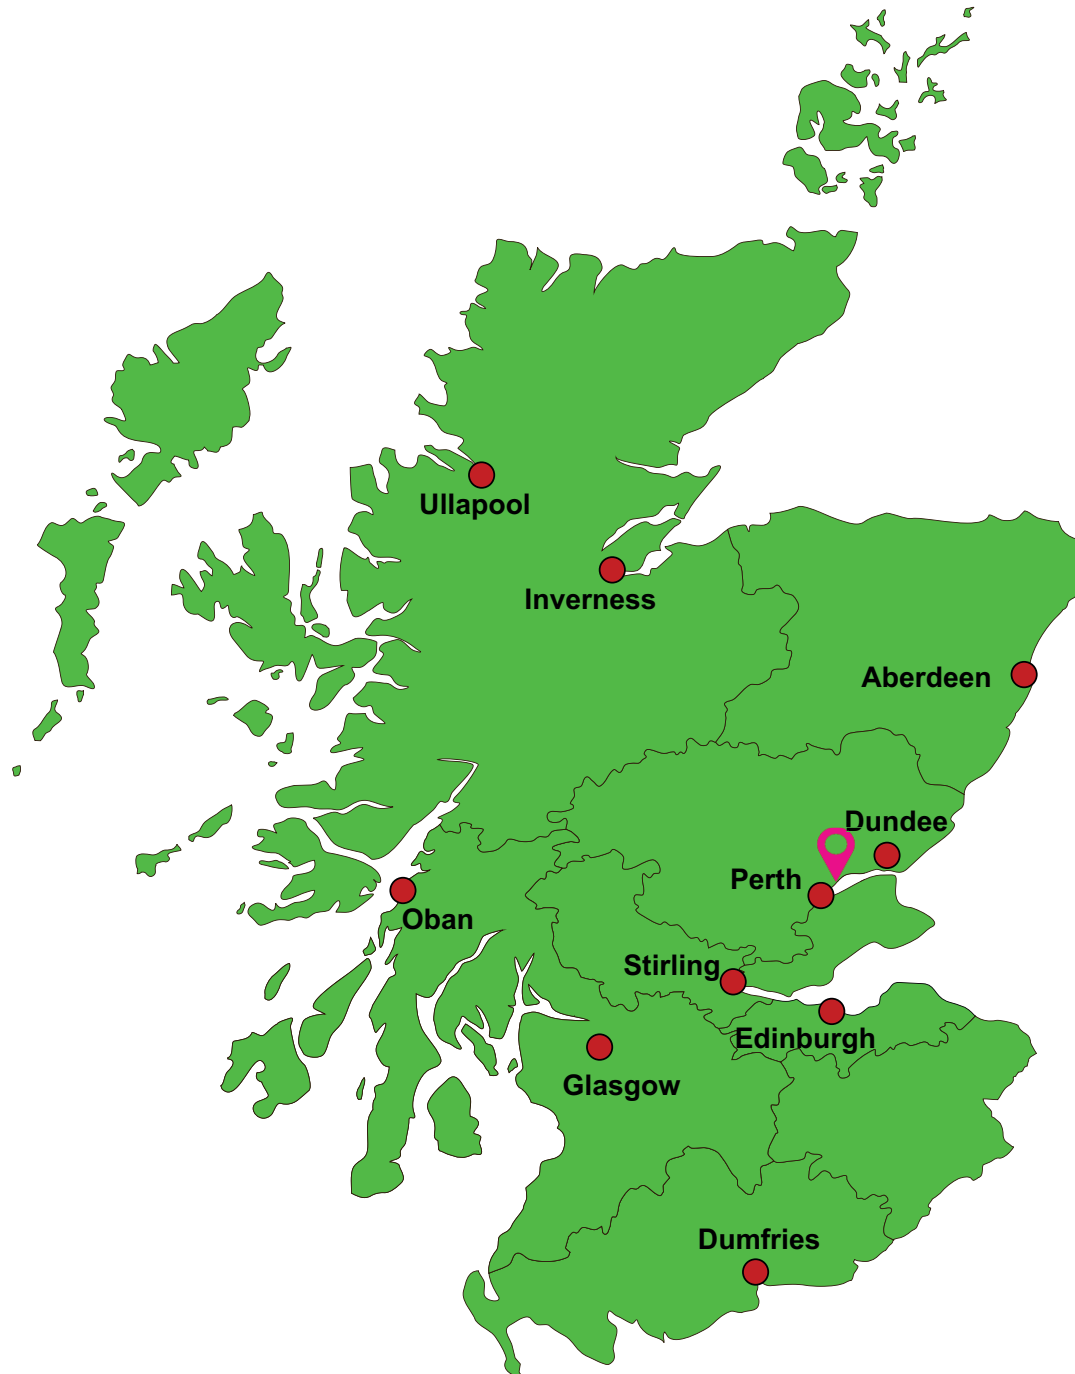 Ullapool
Inverness
Aberdeen
Dundee
Perth
Oban
Stirling
Edinburgh
Glasgow
Dumfries